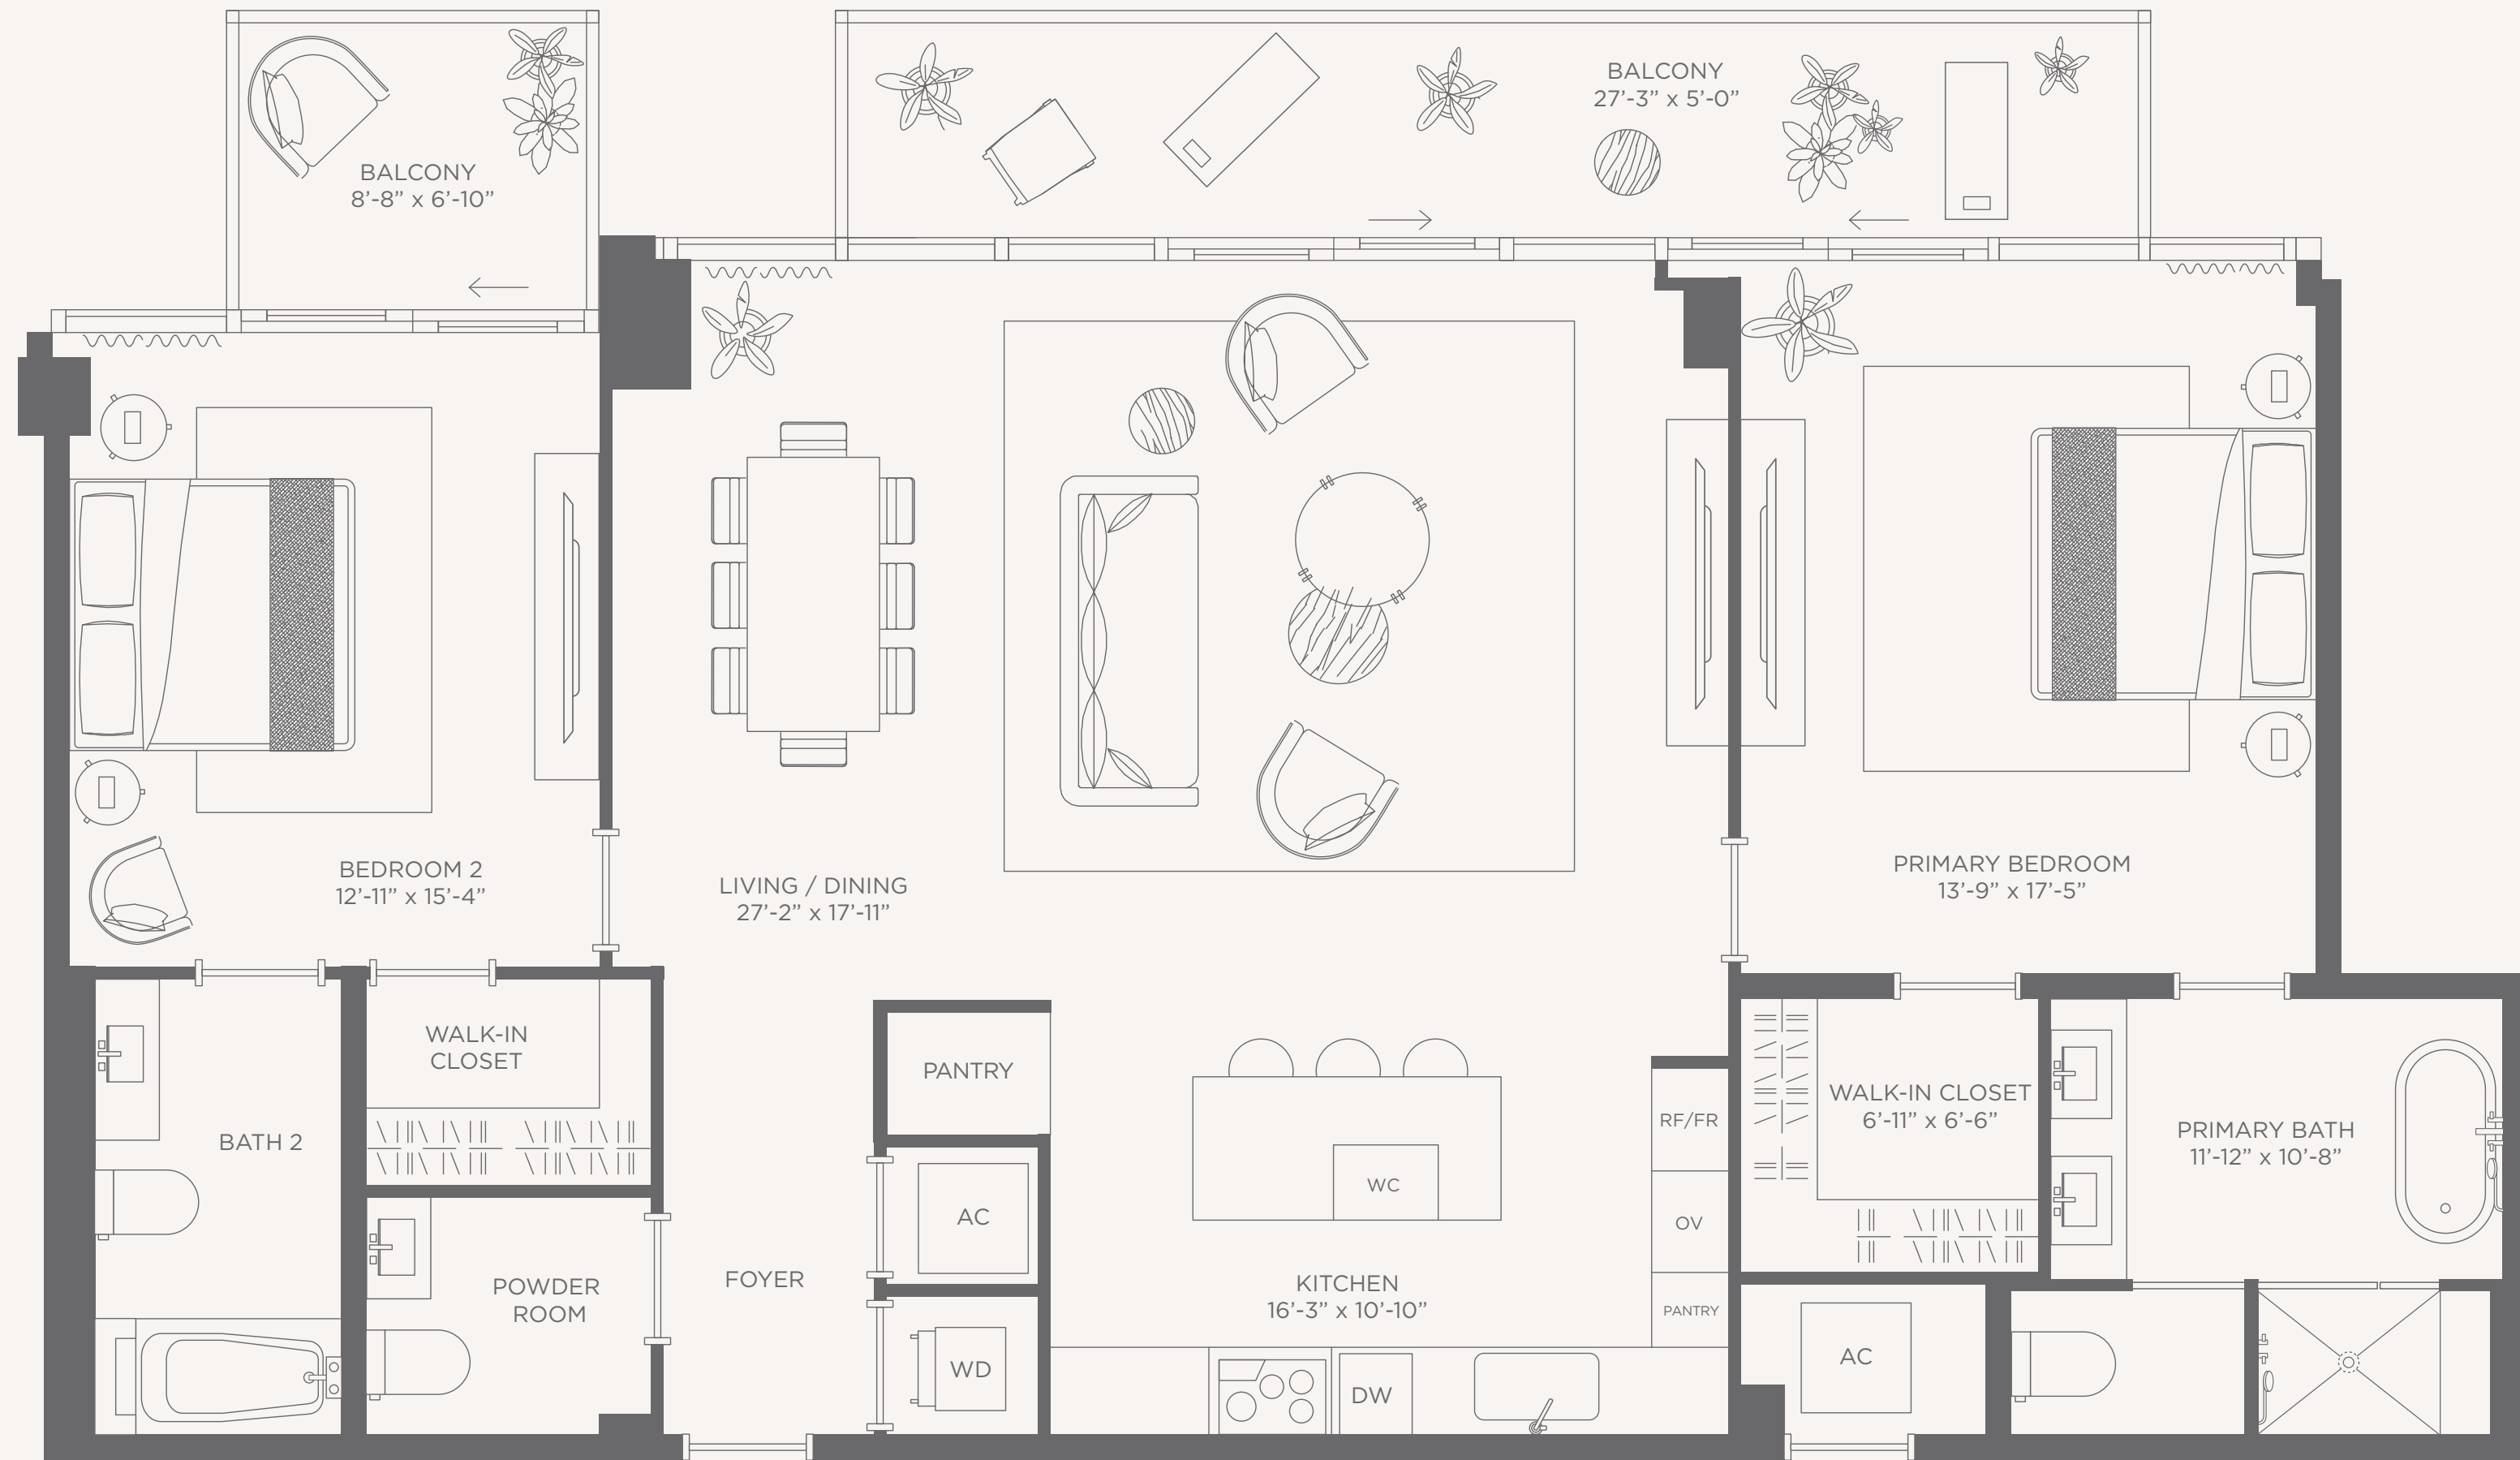 BALCONY
8’-8” x 6’-10”
BALCONY
27’-3” x 5’-0”
BEDROOM 2
12’-11” x 15’-4”
LIVING / DINING
27’-2” x 17’-11”
PRIMARY BEDROOM
13’-9” x 17’-5”
WALK-IN
CLOSET
PANTRY
BATH 2
RF/FR
WALK-IN CLOSET
6’-11” x 6’-6”
PRIMARY BATH
11’-12” x 10’-8”
WC
AC
OV
POWDER
ROOM
FOYER
KITCHEN
16’-3” x 10’-10”
PANTRY
WD
DW
AC